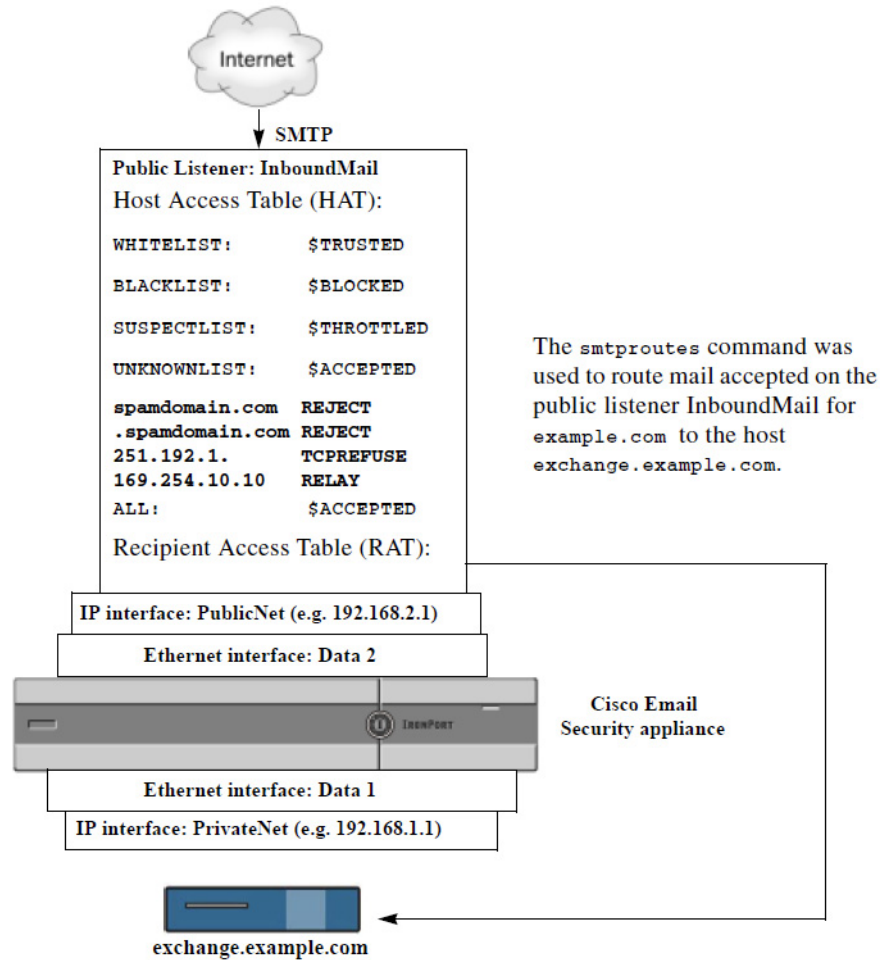 Internet
SMTP
Public Listener: InboundMail
Host Access Table (HAT):
WHITELIST: $TRUSTED
BLACKLIST: $BLOCKED
SUSPECTLIST: $THROTTLED
UNKNOWNLIST: $ACCEPTED
spamdomain.com REJECT
.spamdomain.com REJECT
251.192.1. TCPREFUSE
169.254.10.10 RELAY
ALL: $ACCEPTED
Recipient Access Table (RAT):
The smtproutes command was
used to route mail accepted on the
public listener InboundMail for
example.com to the host
exchange.example.com.
IP interface: PublicNet (e.g. 192.168.2.1)
Ethernet interface: Data 2
IRONPORT
Cisco Email
Security appliance
Ethernet interface: Data 1
IP interface: PrivateNet (e.g. 192.168.1.1)
exchange.example.com